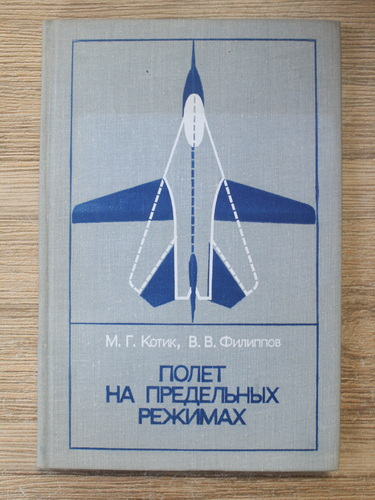 М. Г. Котик, В. В. Филиппов
ПОЛЕТ
НА ПРЕДЕЛЬНЫХ
РЕЖИМАХ